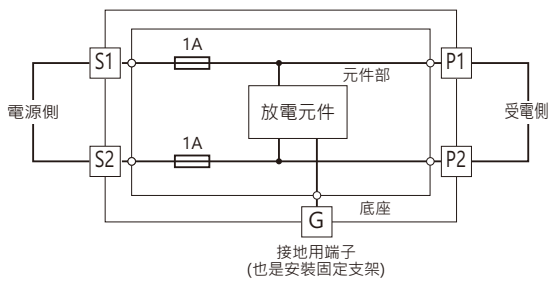 1A
S1
P1
元件部
電源側
放電元件
受電側
1A
S2
P2
底座
G
接地用端子
(也是安裝固定支架)